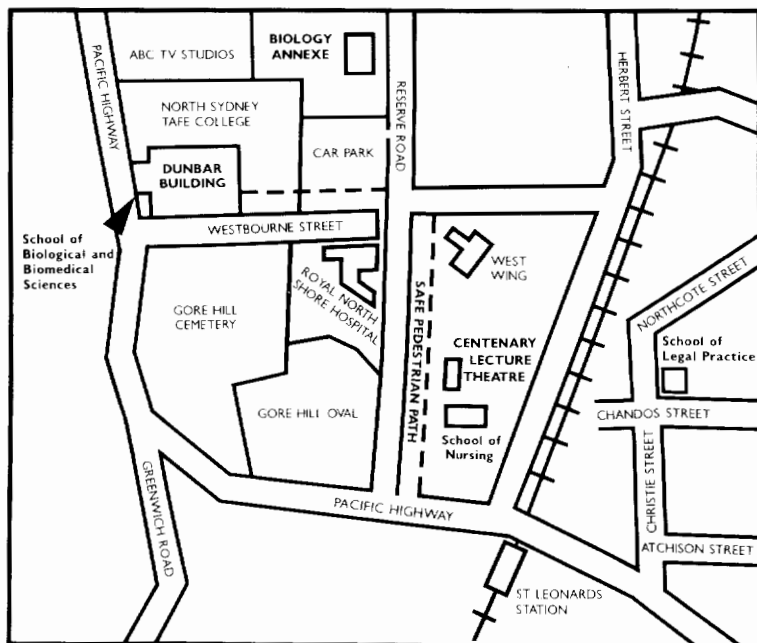 PACIFIC HIGHWAY
ABC TV STUDIOS
BIOLOGY
ANNEXE
RESERVE ROAD
HERBERT STREET
NORTH SYDNEY
TAFE COLLEGE
CAR PARK
DUNBAR
BUILDING
WESTBOURNE STREET
School of
Biological and
Biomedical
Sciences
GORE HILL
CEMETERY
ROYAL NORTH
SHORE HOSPITAL
SAFE PEDESTRIAN PATH
WEST
WING
NORTHCOTE STREET
CENTENARY
LECTURE
THEATRE
School of
Legal Practice
GORE HILL OVAL
School of
Nursing
CHANDOS STREET
CHRISTIE STREET
GREENWICH ROAD
PACIFIC HIGHWAY
ATCHISON STREET
ST LEONARDS
STATION